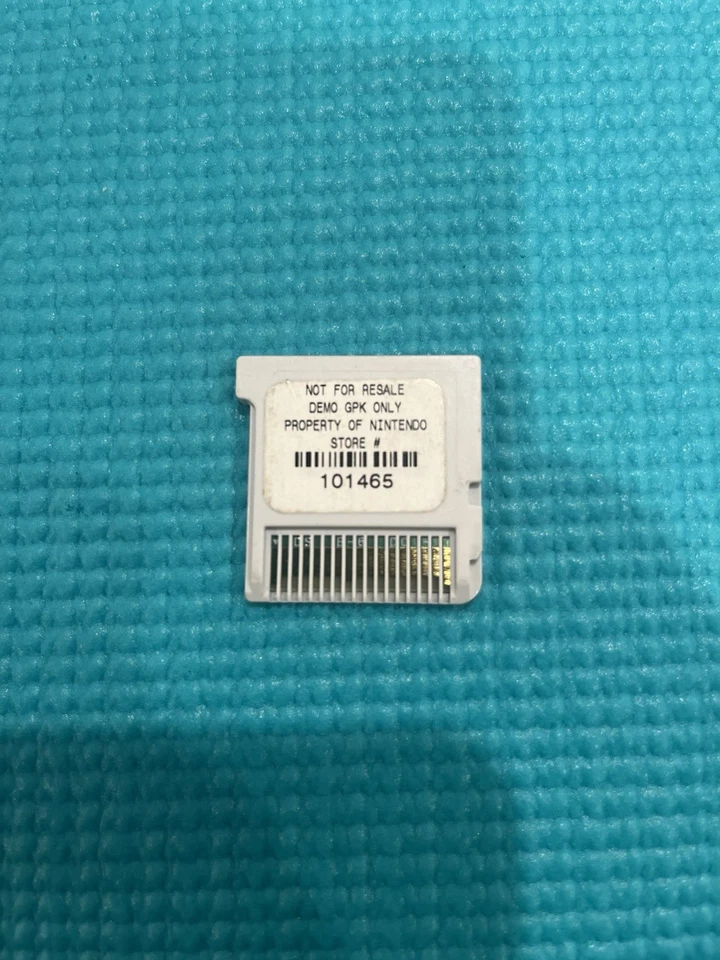 NOT FOR RESALE
DEMO GPK ONLY
PROPERTY OF NINTENDO
STORE #
101465